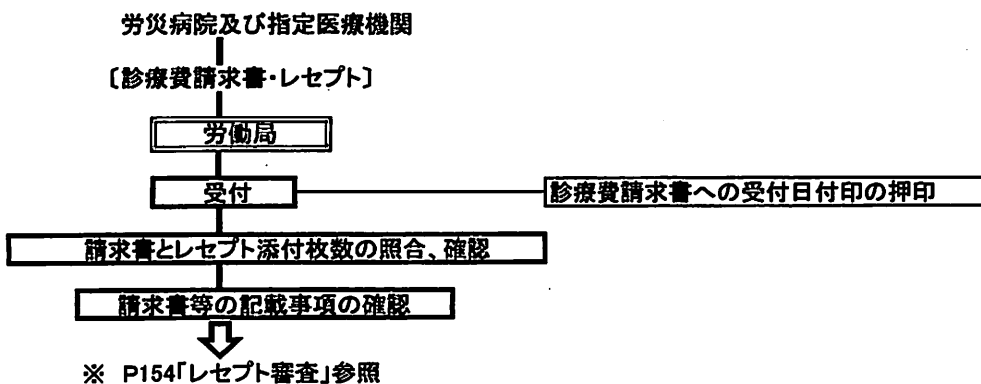 労災病院及び指定医療機関
〔診療費請求書・レセプト〕
労働局
受付
診療費請求書への受付日付印の押印
請求書とレセプト添付枚数の照合、確認
請求書等の記載事項の確認
※ P154「レセプト審査」参照